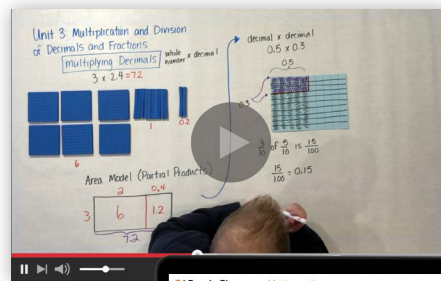 Unit 3: Multiplication and Division
of Decimals and Fractions
multiplying Decimals
whole
number x decimal
3 x 2.4 = 7.2
1
0.2
6
Area Model (Partial Products)
2 0.4
3 6 1.2
7.2
decimal x decimal
0.5 x 0.3
0.5
0.3
3/10 of 5/10 is 15/100
15/100 = 0.15